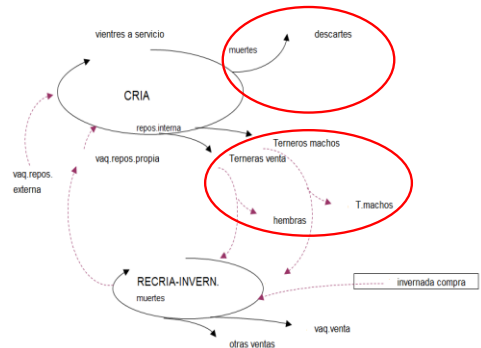 vientres a servicio
descartes
muertes
CRIA
repos.interna
Terneros machos
vaq.repos.propia
Terneras venta
vaq.repos.
externa
T.machos
hembras
RECRIA-INVERN.
invernada compra
muertes
vaq.venta
otras ventas